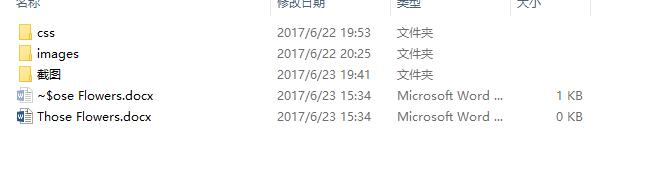 名称 修改日期 类型 大小
css 2017/6/22 19:53 文件夹
images 2017/6/22 20:25 文件夹
截图 2017/6/23 19:41 文件夹
~$ose Flowers.docx 2017/6/23 15:34 Microsoft Word ... 1 KB
Those Flowers.docx 2017/6/23 15:34 Microsoft Word ... 0 KB